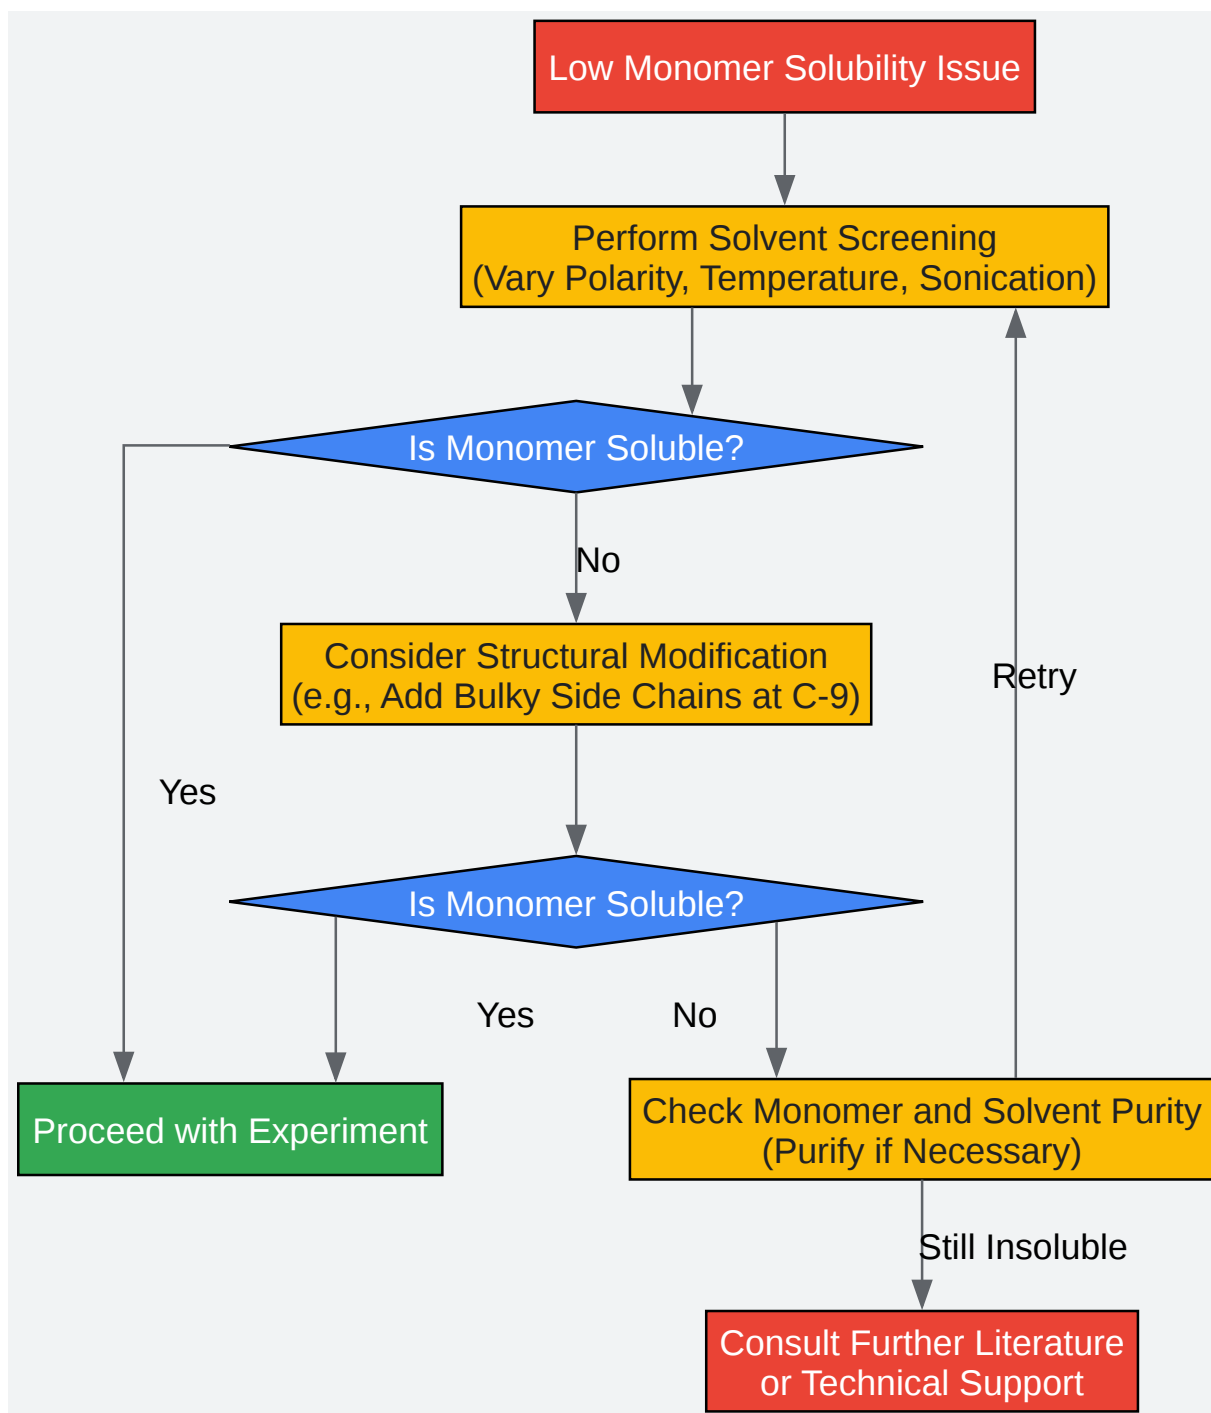 Low Monomer Solubility Issue
Perform Solvent Screening
(Vary Polarity, Temperature, Sonication)
Is Monomer Soluble?
No
Consider Structural Modification
(e.g., Add Bulky Side Chains at C-9)
Retry
Yes
Is Monomer Soluble?
Yes
No
Proceed with Experiment
Check Monomer and Solvent Purity
(Purify if Necessary)
Still Insoluble
Consult Further Literature
or Technical Support